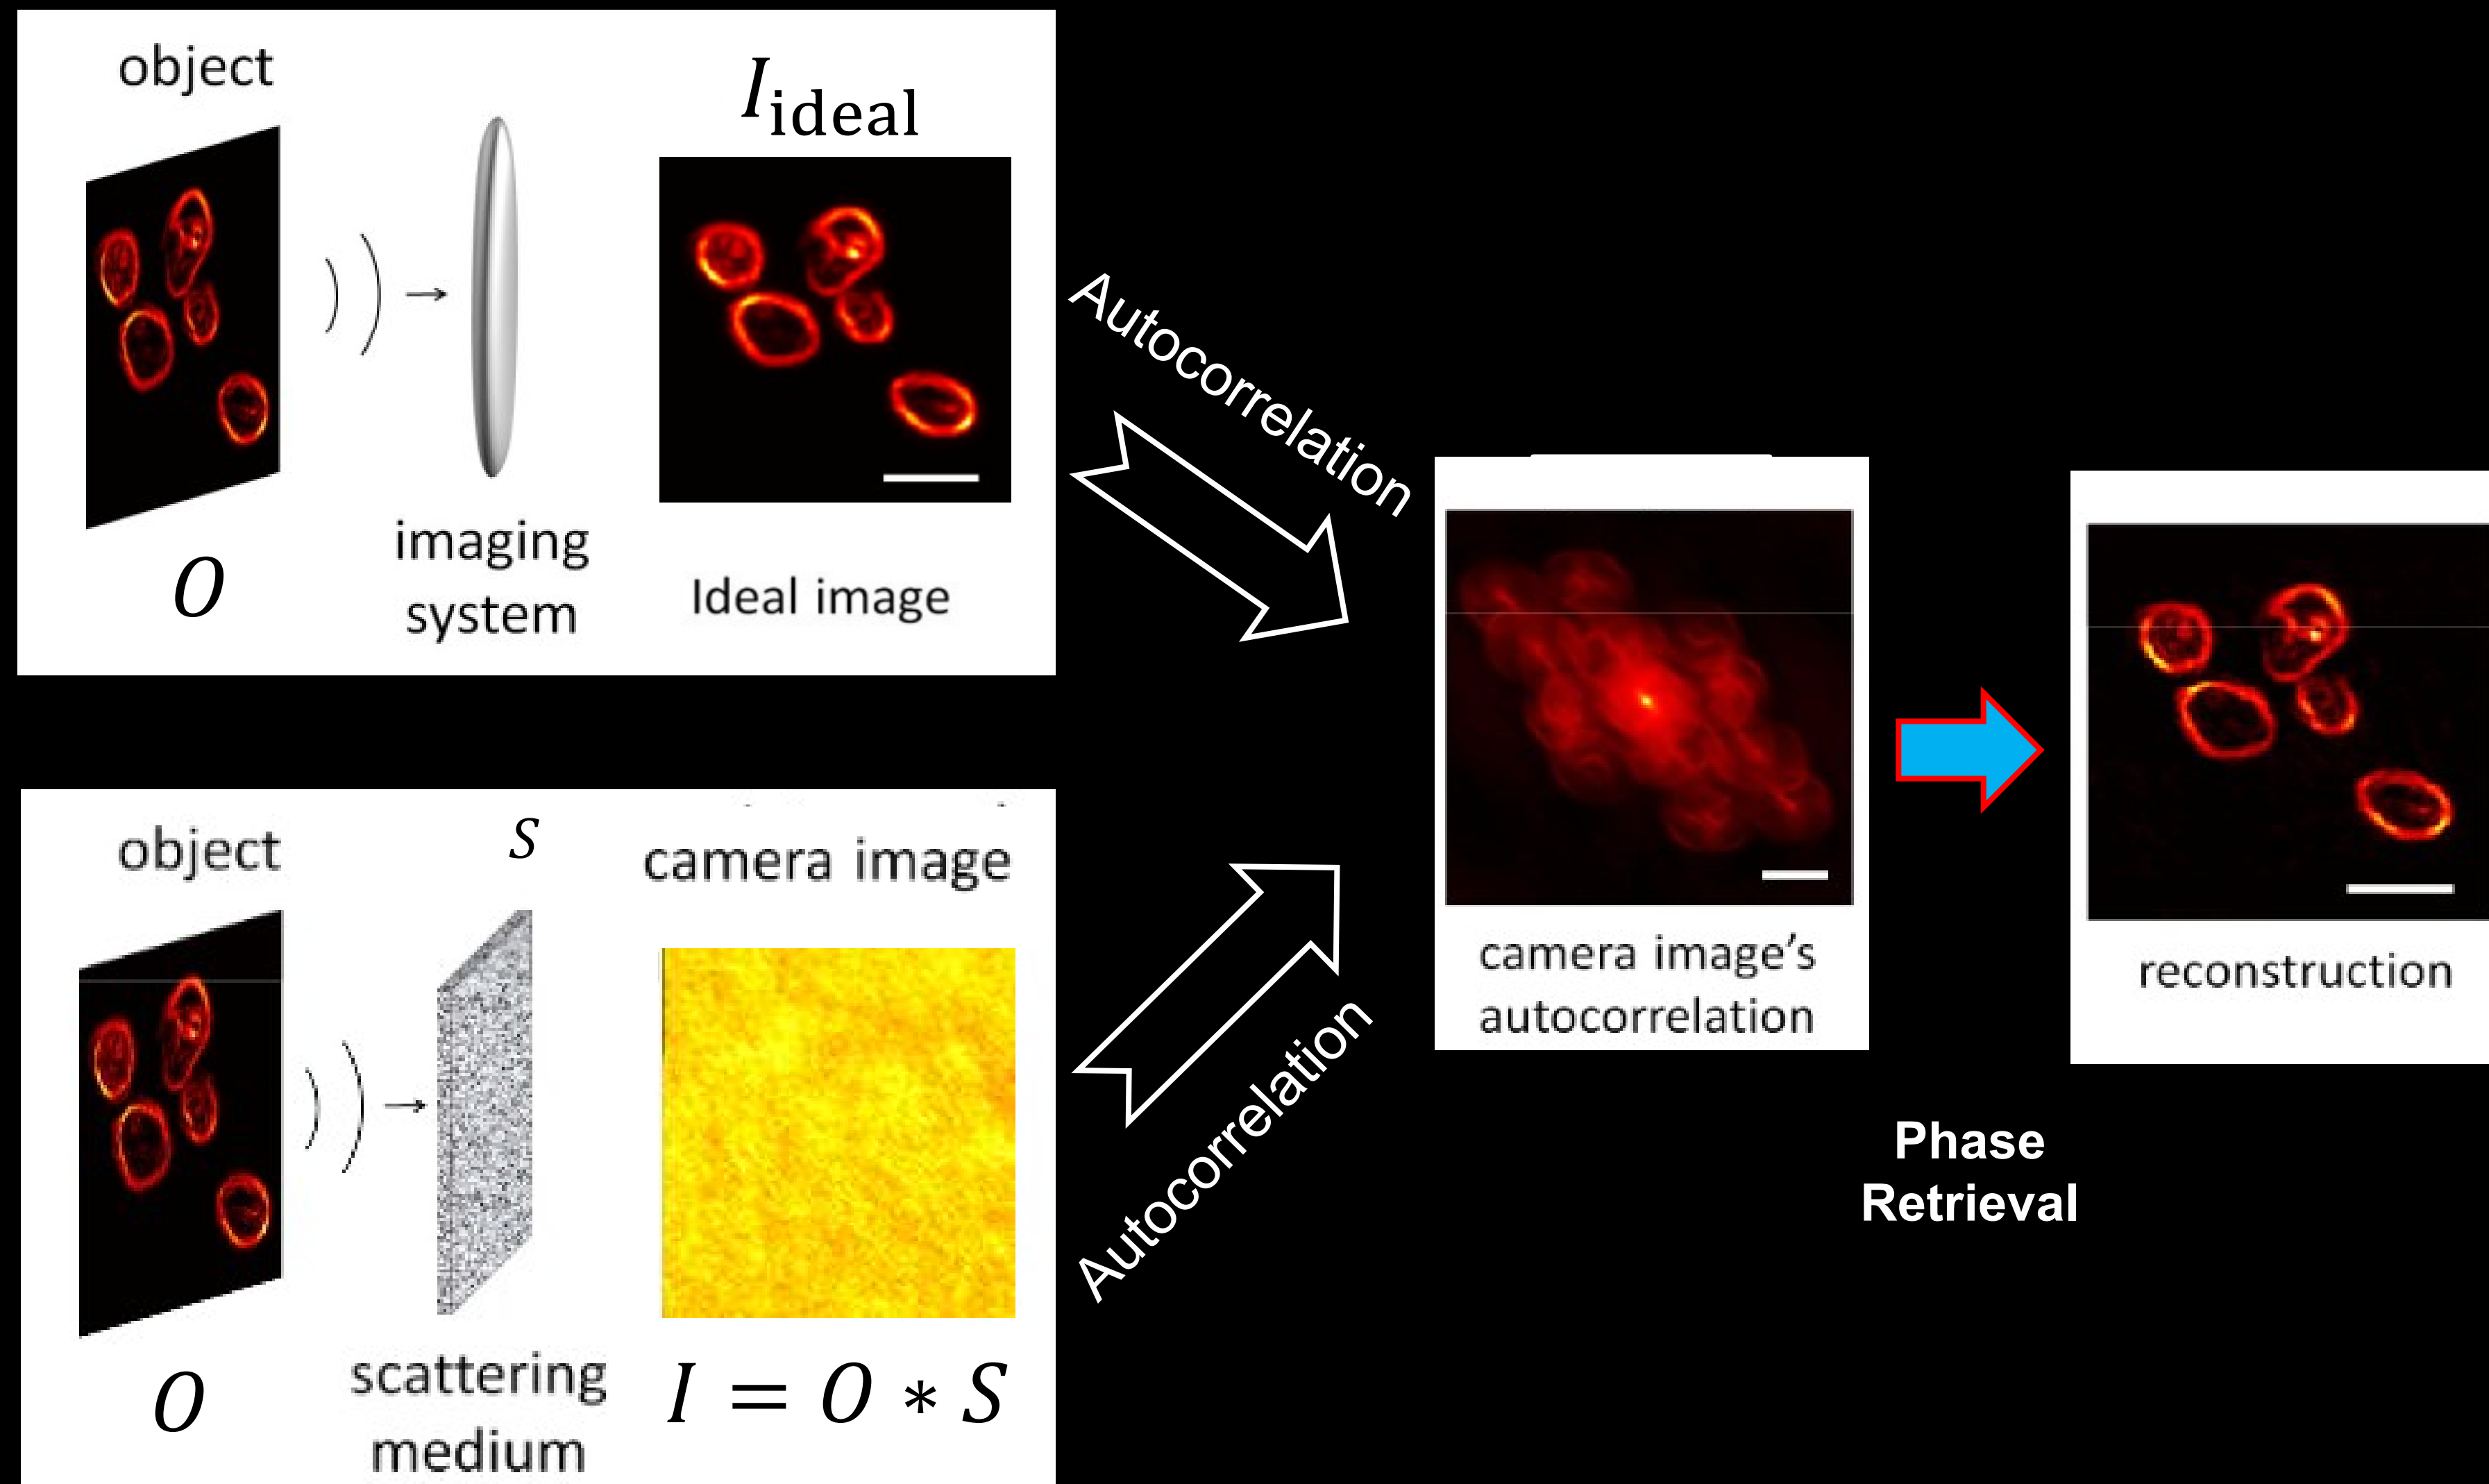 object
I_ideal
O
imaging
system
Ideal image
Autocorrelation
object
S
camera image
O
scattering
medium
I = O ∗ S
Autocorrelation
camera image's
autocorrelation
Phase
Retrieval
reconstruction